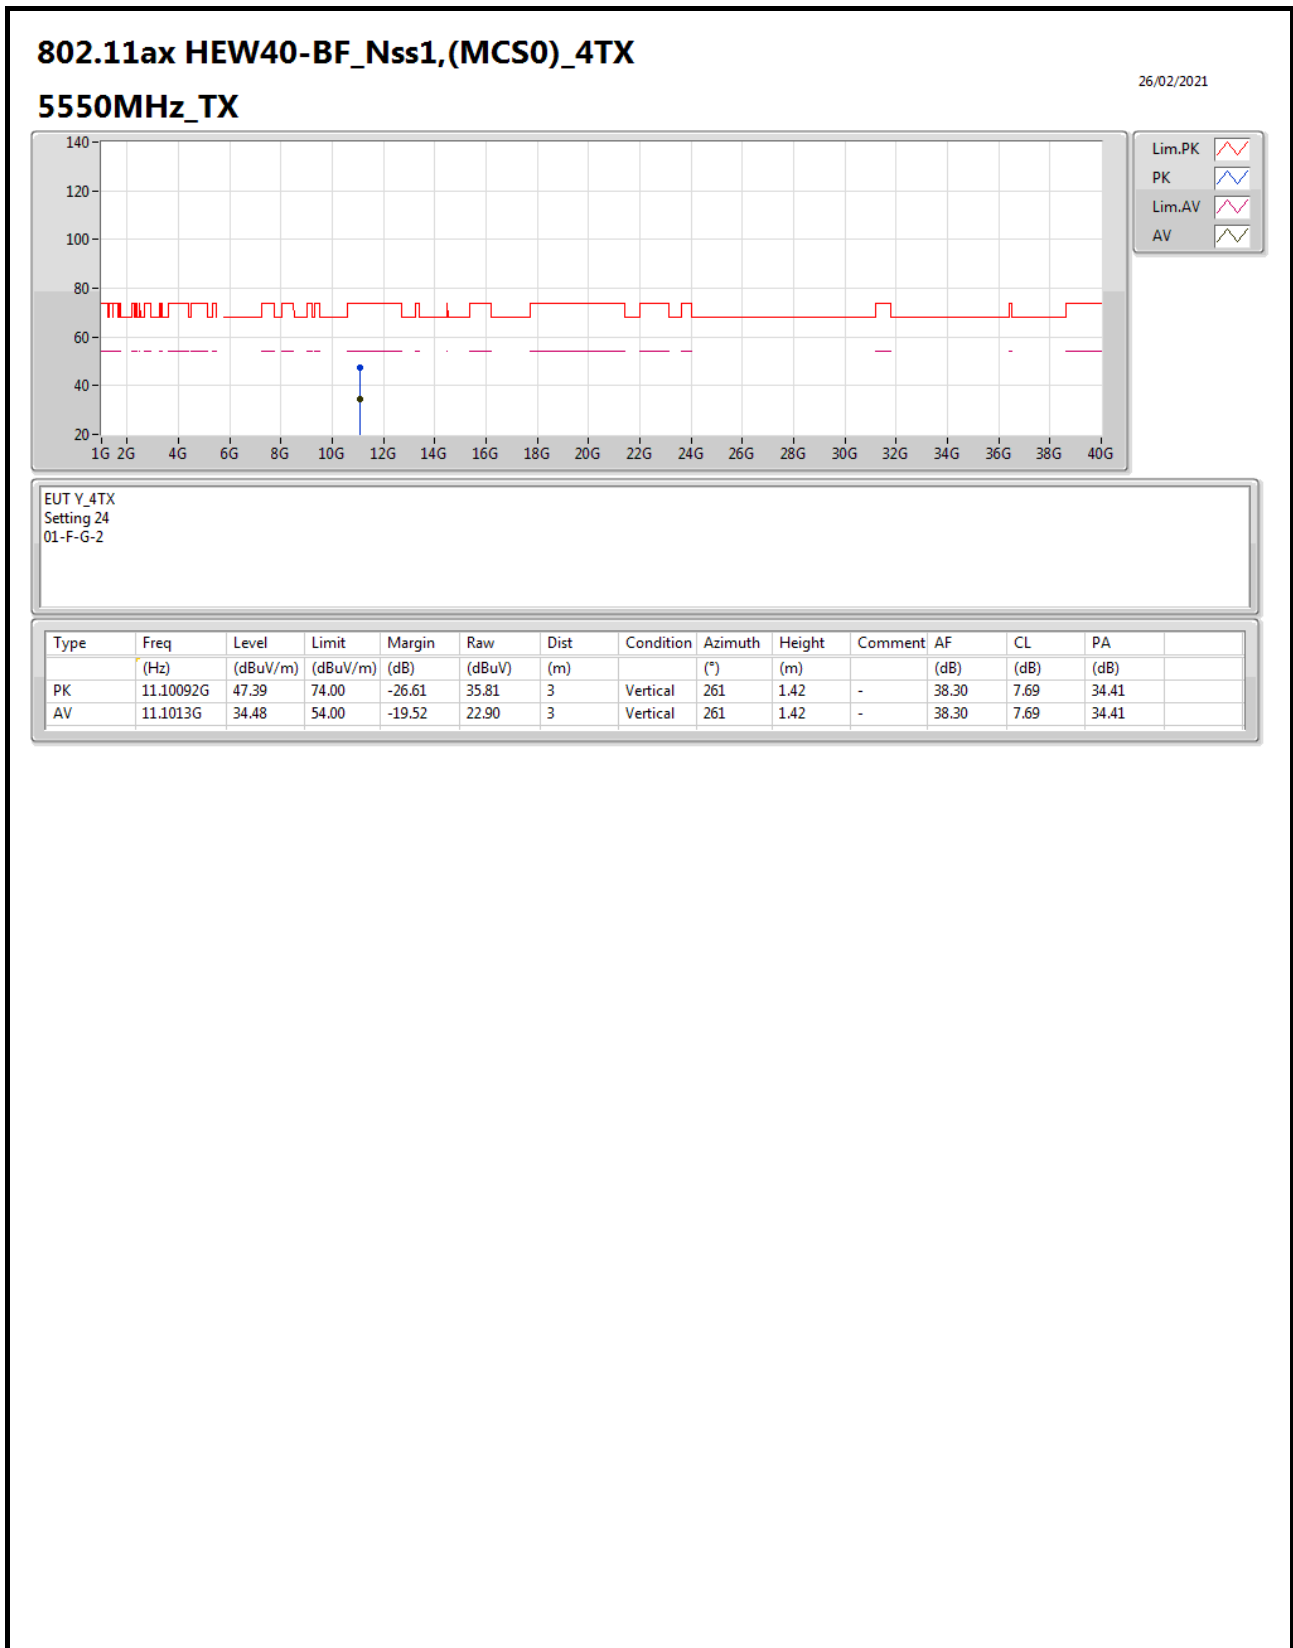 802.11ax HEW40-BF_Nss1,(MCS0)_4TX
26/02/2021
5550MHz_TX
140
120
100
80
60
40
20
1G 2G 4G 6G 8G 10G 12G 14G 16G 18G 20G 22G 24G 26G 28G 30G 32G 34G 36G 38G 40G
Lim.PK
PK
Lim.AV
AV
EUT Y_4TX
Setting 24
01-F-G-2
Type Freq Level Limit Margin Raw Dist Condition Azimuth Height Comment AF CL PA
(Hz) (dBuV/m) (dBuV/m) (dB) (dBuV) (m) (°) (m) (dB) (dB) (dB)
PK 11.10092G 47.39 74.00 -26.61 35.81 3 Vertical 261 1.42 - 38.30 7.69 34.41
AV 11.1013G 34.48 54.00 -19.52 22.90 3 Vertical 261 1.42 - 38.30 7.69 34.41